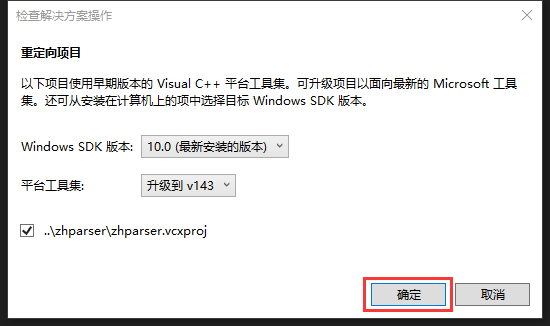 检查解决方案操作
重定向项目
以下项目使用早期版本的 Visual C++ 平台工具集。可升级项目以面向最新的 Microsoft 工具
集。还可从安装在计算机上的项中选择目标 Windows SDK 版本。
Windows SDK 版本: 10.0 (最新安装的版本)
平台工具集: 升级到 v143
..\zhparser\zhparser.vcxproj
确定 取消